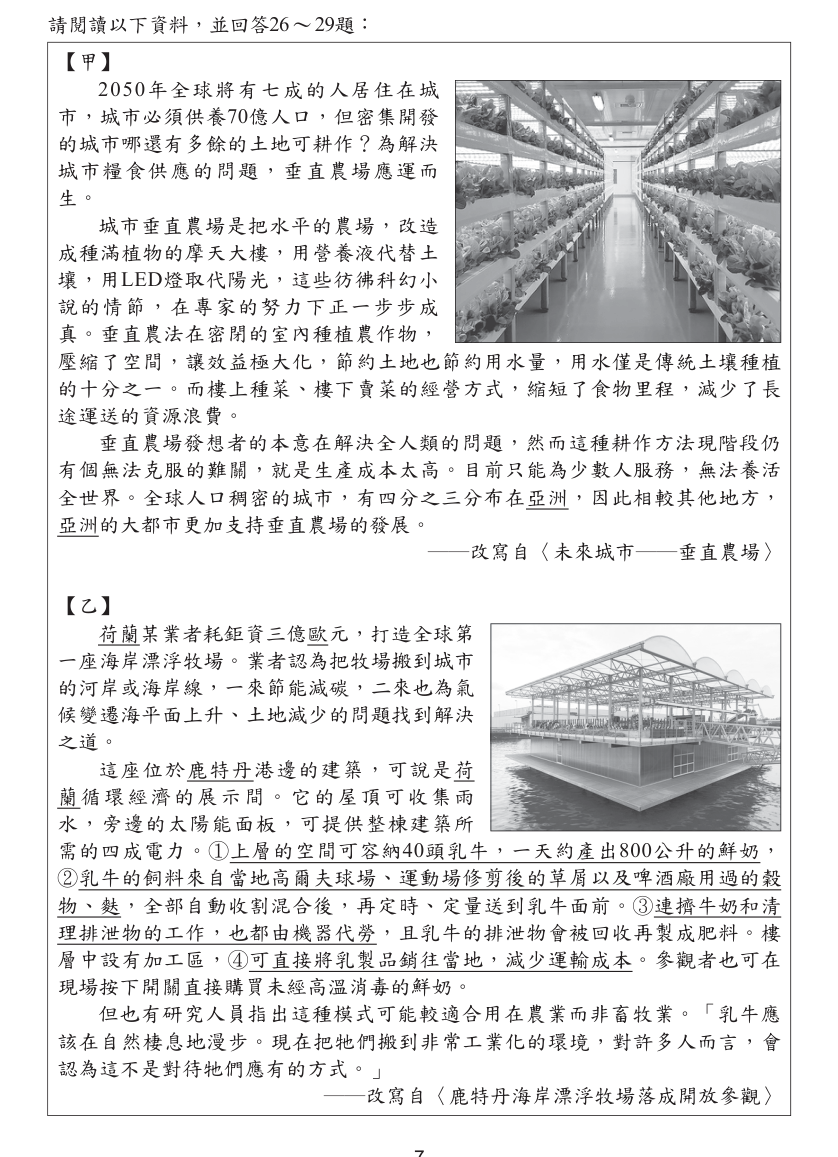 請閱讀以下資料，並回答26～29題：
【甲】
2050年全球將有七成的人居住在城
市，城市必須供養70億人口，但密集開發
的城市哪還有多餘的土地可耕作？為解決
城市糧食供應的問題，垂直農場應運而
生。
城市垂直農場是把水平的農場，改造
成種滿植物的摩天大樓，用營養液代替土
壤，用LED燈取代陽光，這些彷彿科幻小
說的情節，在專家的努力下正一步步成
真。垂直農法在密閉的室內種植農作物，
壓縮了空間，讓效益極大化，節約土地也節約用水量，用水僅是傳統土壤種植
的十分之一。而樓上種菜、樓下賣菜的經營方式，縮短了食物里程，減少了長
途運送的資源浪費。
垂直農場發想者的本意在解決全人類的問題，然而這種耕作方法現階段仍
有個無法克服的難關，就是生產成本太高。目前只能為少數人服務，無法養活
全世界。全球人口稠密的城市，有四分之三分布在亞洲，因此相較其他地方，
亞洲的大都市更加支持垂直農場的發展。
──改寫自〈未來城市──垂直農場〉
【乙】
荷蘭某業者耗鉅資三億歐元，打造全球第
一座海岸漂浮牧場。業者認為把牧場搬到城市
的河岸或海岸線，一來節能減碳，二來也為氣
候變遷海平面上升、土地減少的問題找到解決
之道。
這座位於鹿特丹港邊的建築，可說是荷
蘭循環經濟的展示間。它的屋頂可收集雨
水，旁邊的太陽能面板，可提供整棟建築所
需的四成電力。①上層的空間可容納40頭乳牛，一天約產出800公升的鮮奶，
②乳牛的飼料來自當地高爾夫球場、運動場修剪後的草屑以及啤酒廠用過的穀
物、麩，全部自動收割混合後，再定時、定量送到乳牛面前。③連擠牛奶和清
理排泄物的工作，也都由機器代勞，且乳牛的排泄物會被回收再製成肥料。樓
層中設有加工區，④可直接將乳製品銷往當地，減少運輸成本。參觀者也可在
現場按下開關直接購買未經高溫消毒的鮮奶。
但也有研究人員指出這種模式可能較適合用在農業而非畜牧業。「乳牛應
該在自然棲息地漫步。現在把牠們搬到非常工業化的環境，對許多人而言，會
認為這不是對待牠們應有的方式。」
──改寫自〈鹿特丹海岸漂浮牧場落成開放參觀〉
7